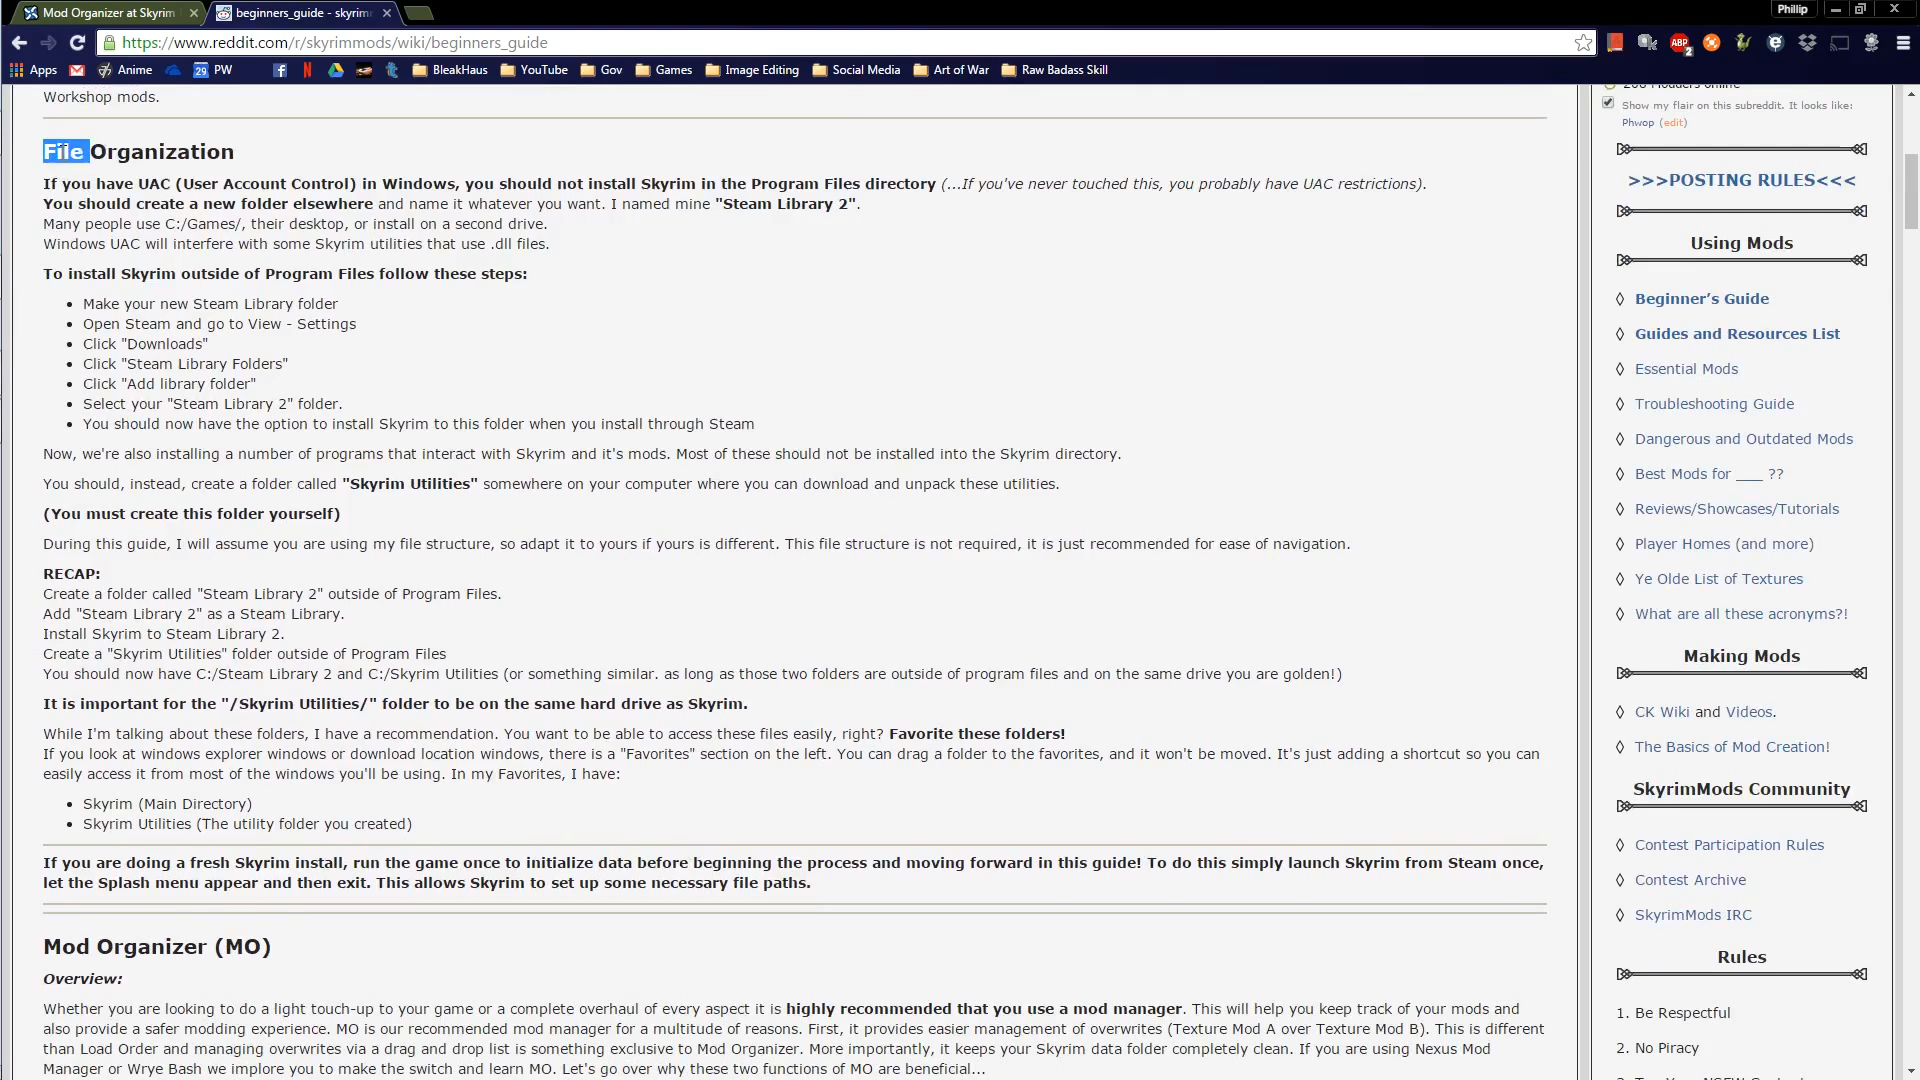 Mod Organizer at Skyrim
beginners_guide - skyrimm
Phillip
https://www.reddit.com/r/skyrimmods/wiki/beginners_guide
ABP
2
Apps
Anime
29 PW
BleakHaus
YouTube
Gov
Games
Image Editing
Social Media
Art of War
Raw Badass Skill
Workshop mods.
File Organization
If you have UAC (User Account Control) in Windows, you should not install Skyrim in the Program Files directory (...If you've never touched this, you probably have UAC restrictions).
You should create a new folder elsewhere and name it whatever you want. I named mine "Steam Library 2".
Many people use C:/Games/, their desktop, or install on a second drive.
Windows UAC will interfere with some Skyrim utilities that use .dll files.
To install Skyrim outside of Program Files follow these steps:
Make your new Steam Library folder
Open Steam and go to View - Settings
Click "Downloads"
Click "Steam Library Folders"
Click "Add library folder"
Select your "Steam Library 2" folder.
You should now have the option to install Skyrim to this folder when you install through Steam
Now, we're also installing a number of programs that interact with Skyrim and it's mods. Most of these should not be installed into the Skyrim directory.
You should, instead, create a folder called "Skyrim Utilities" somewhere on your computer where you can download and unpack these utilities.
(You must create this folder yourself)
During this guide, I will assume you are using my file structure, so adapt it to yours if yours is different. This file structure is not required, it is just recommended for ease of navigation.
RECAP:
Create a folder called "Steam Library 2" outside of Program Files.
Add "Steam Library 2" as a Steam Library.
Install Skyrim to Steam Library 2.
Create a "Skyrim Utilities" folder outside of Program Files
You should now have C:/Steam Library 2 and C:/Skyrim Utilities (or something similar. as long as those two folders are outside of program files and on the same drive you are golden!)
It is important for the "/Skyrim Utilities/" folder to be on the same hard drive as Skyrim.
While I'm talking about these folders, I have a recommendation. You want to be able to access these files easily, right? Favorite these folders!
If you look at windows explorer windows or download location windows, there is a "Favorites" section on the left. You can drag a folder to the favorites, and it won't be moved. It's just adding a shortcut so you can
easily access it from most of the windows you'll be using. In my Favorites, I have:
Skyrim (Main Directory)
Skyrim Utilities (The utility folder you created)
If you are doing a fresh Skyrim install, run the game once to initialize data before beginning the process and moving forward in this guide! To do this simply launch Skyrim from Steam once,
let the Splash menu appear and then exit. This allows Skyrim to set up some necessary file paths.
Mod Organizer (MO)
Overview:
Whether you are looking to do a light touch-up to your game or a complete overhaul of every aspect it is highly recommended that you use a mod manager. This will help you keep track of your mods and
also provide a safer modding experience. MO is our recommended mod manager for a multitude of reasons. First, it provides easier management of overwrites (Texture Mod A over Texture Mod B). This is different
than Load Order and managing overwrites via a drag and drop list is something exclusive to Mod Organizer. More importantly, it keeps your Skyrim data folder completely clean. If you are using Nexus Mod
Manager or Wrye Bash we implore you to make the switch and learn MO. Let's go over why these two functions of MO are beneficial...
Show my flair on this subreddit. It looks like:
Phwop (edit)
>>>POSTING RULES<<<
Using Mods
◊ Beginner's Guide
◊ Guides and Resources List
◊ Essential Mods
◊ Troubleshooting Guide
◊ Dangerous and Outdated Mods
◊ Best Mods for ___ ??
◊ Reviews/Showcases/Tutorials
◊ Player Homes (and more)
◊ Ye Olde List of Textures
◊ What are all these acronyms?!
Making Mods
◊ CK Wiki and Videos.
◊ The Basics of Mod Creation!
SkyrimMods Community
◊ Contest Participation Rules
◊ Contest Archive
◊ SkyrimMods IRC
Rules
1. Be Respectful
2. No Piracy